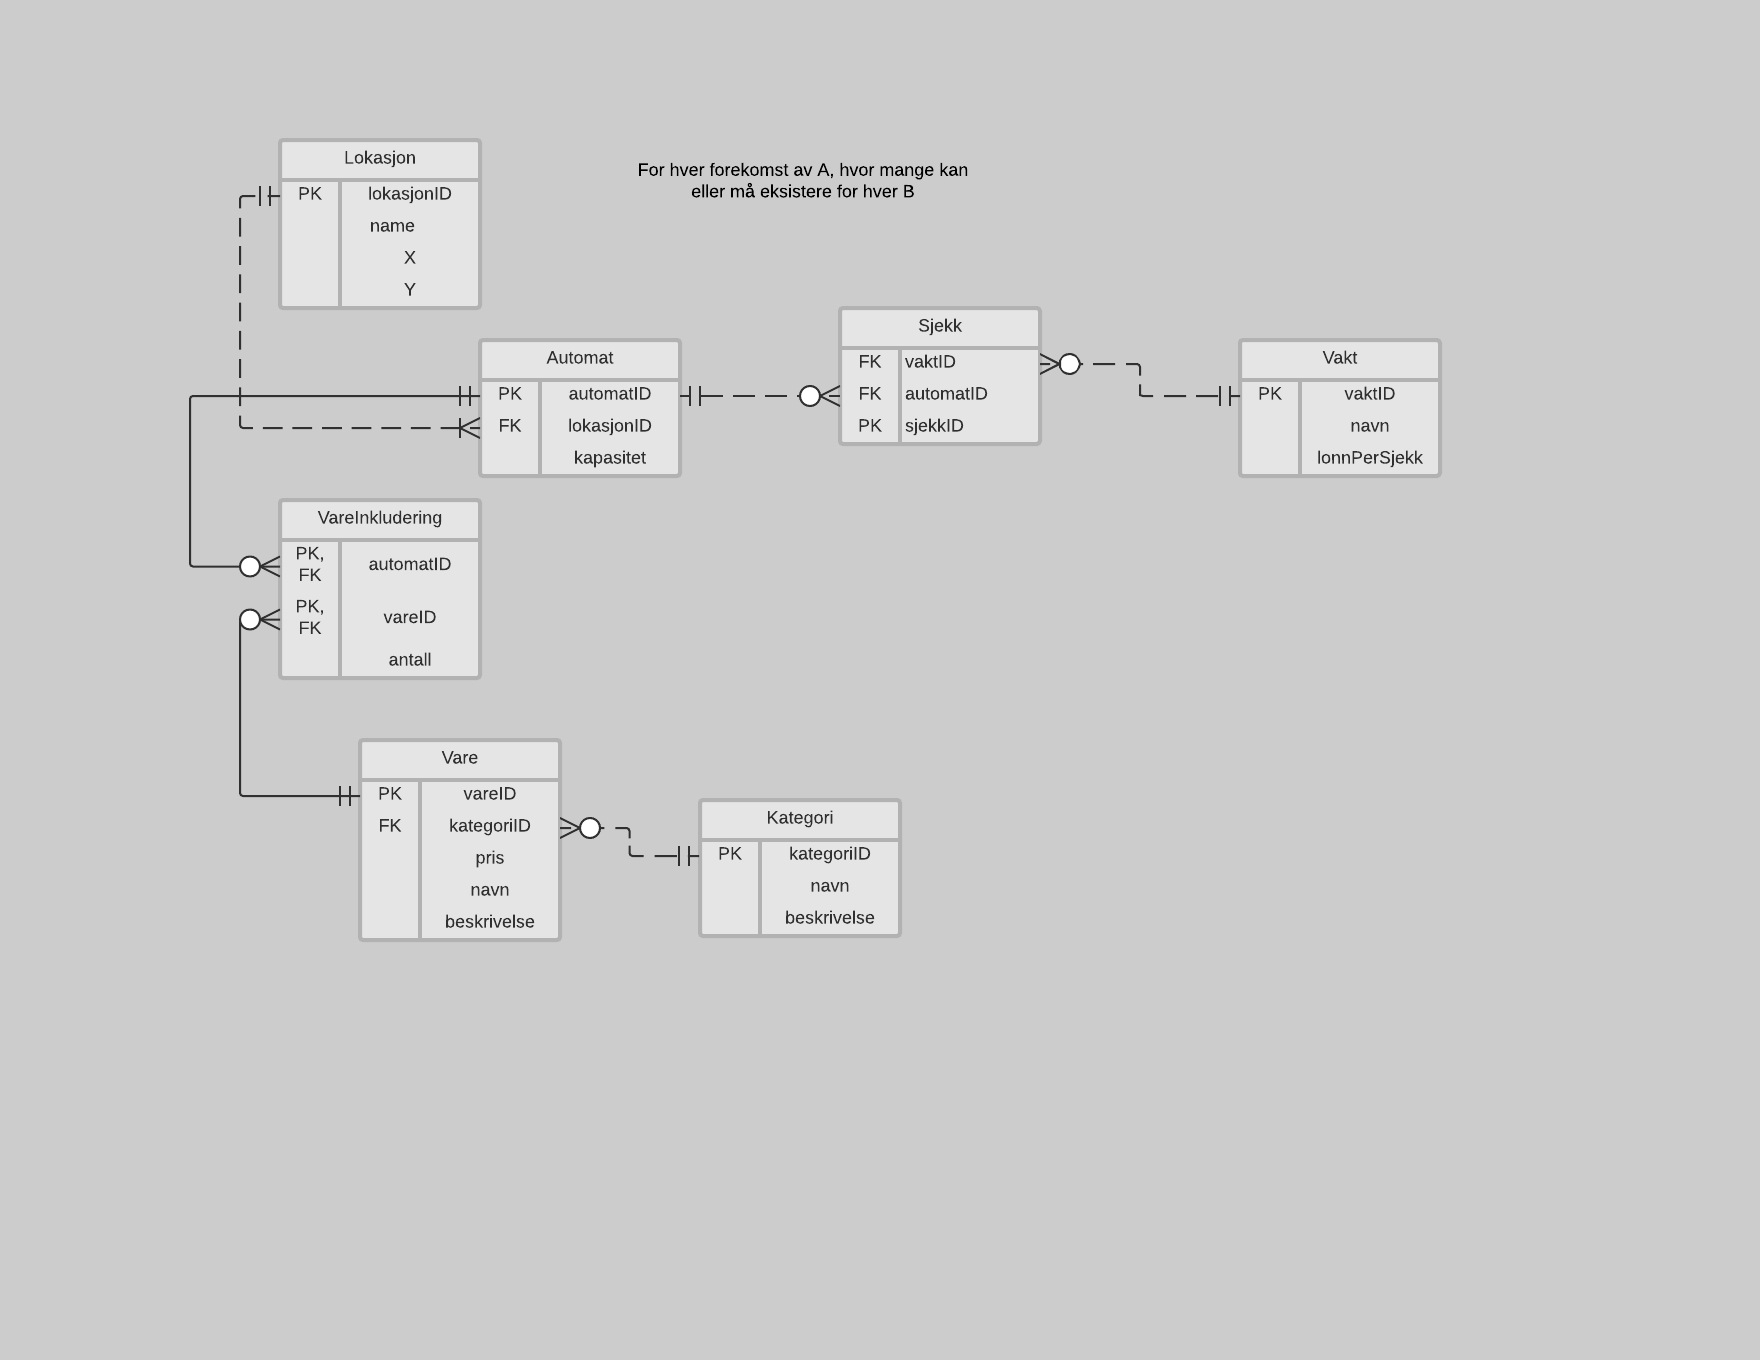 Lokasjon
PK lokasjonID
name
X
Y
For hver forekomst av A, hvor mange kan
eller må eksistere for hver B
Automat
PK automatID
FK lokasjonID
kapasitet
Sjekk
FK vaktID
FK automatID
PK sjekkID
Vakt
PK vaktID
navn
lonnPerSjekk
VareInkludering
PK,
FK automatID
PK,
FK vareID
antall
Vare
PK vareID
FK kategoriID
pris
navn
beskrivelse
Kategori
PK kategoriID
navn
beskrivelse